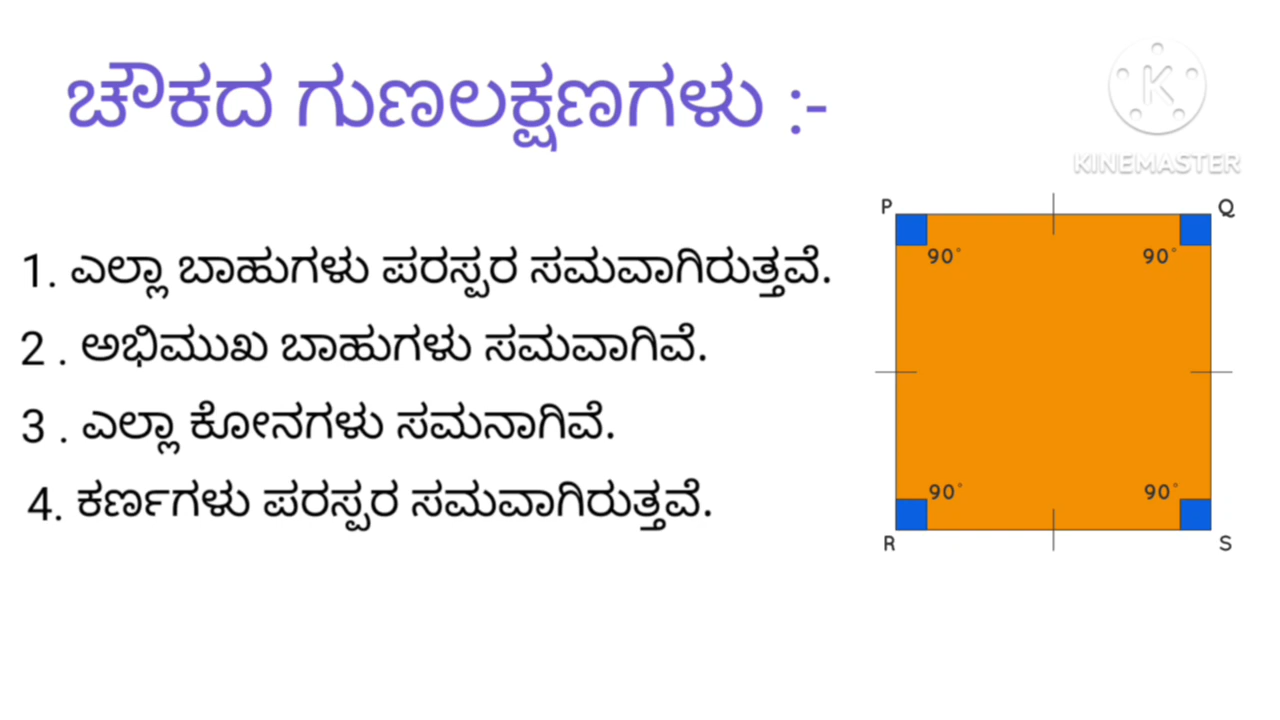 ಚೌಕದ ಗುಣಲಕ್ಷಣಗಳು :-
K
KINEMASTER
P
Q
90°
90°
1. ಎಲ್ಲಾ ಬಾಹುಗಳು ಪರಸ್ಪರ ಸಮವಾಗಿರುತ್ತವೆ.
2 . ಅಭಿಮುಖ ಬಾಹುಗಳು ಸಮವಾಗಿವೆ.
3 . ಎಲ್ಲಾ ಕೋನಗಳು ಸಮನಾಗಿವೆ.
4. ಕರ್ಣಗಳು ಪರಸ್ಪರ ಸಮವಾಗಿರುತ್ತವೆ.
90°
90°
R
S